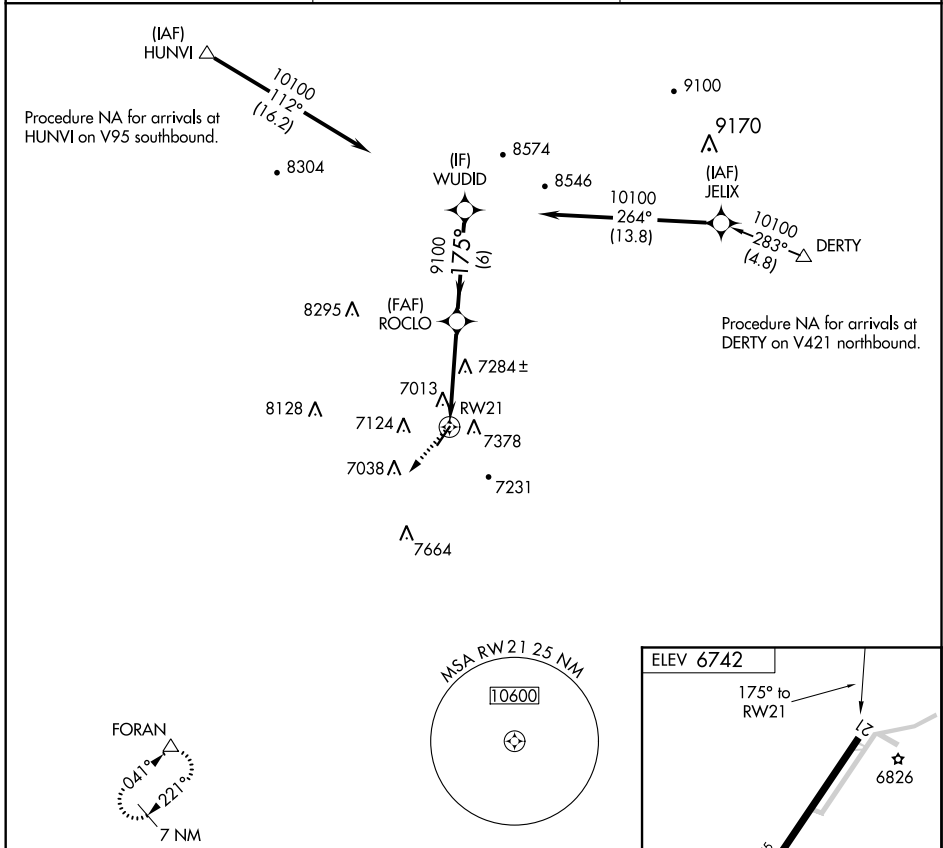 (IAF)
HUNVI
10100
112°
(16.2)
Procedure NA for arrivals at
HUNVI on V95 southbound.
8304
(IF)
WUDID
8574
8546
9100
9170
(IAF)
JELIX
10100
264°
(13.8)
10100
283°
(4.8)
DERTY
9100
175°
(6)
8295
(FAF)
ROCLO
Procedure NA for arrivals at
DERTY on V421 northbound.
7284±
7013
RW21
8128
7124
7378
7038
7231
7664
MSA RW21 25 NM
10600
FORAN
041°
221°
7 NM
ELEV 6742
175° to
RW21
21
6826